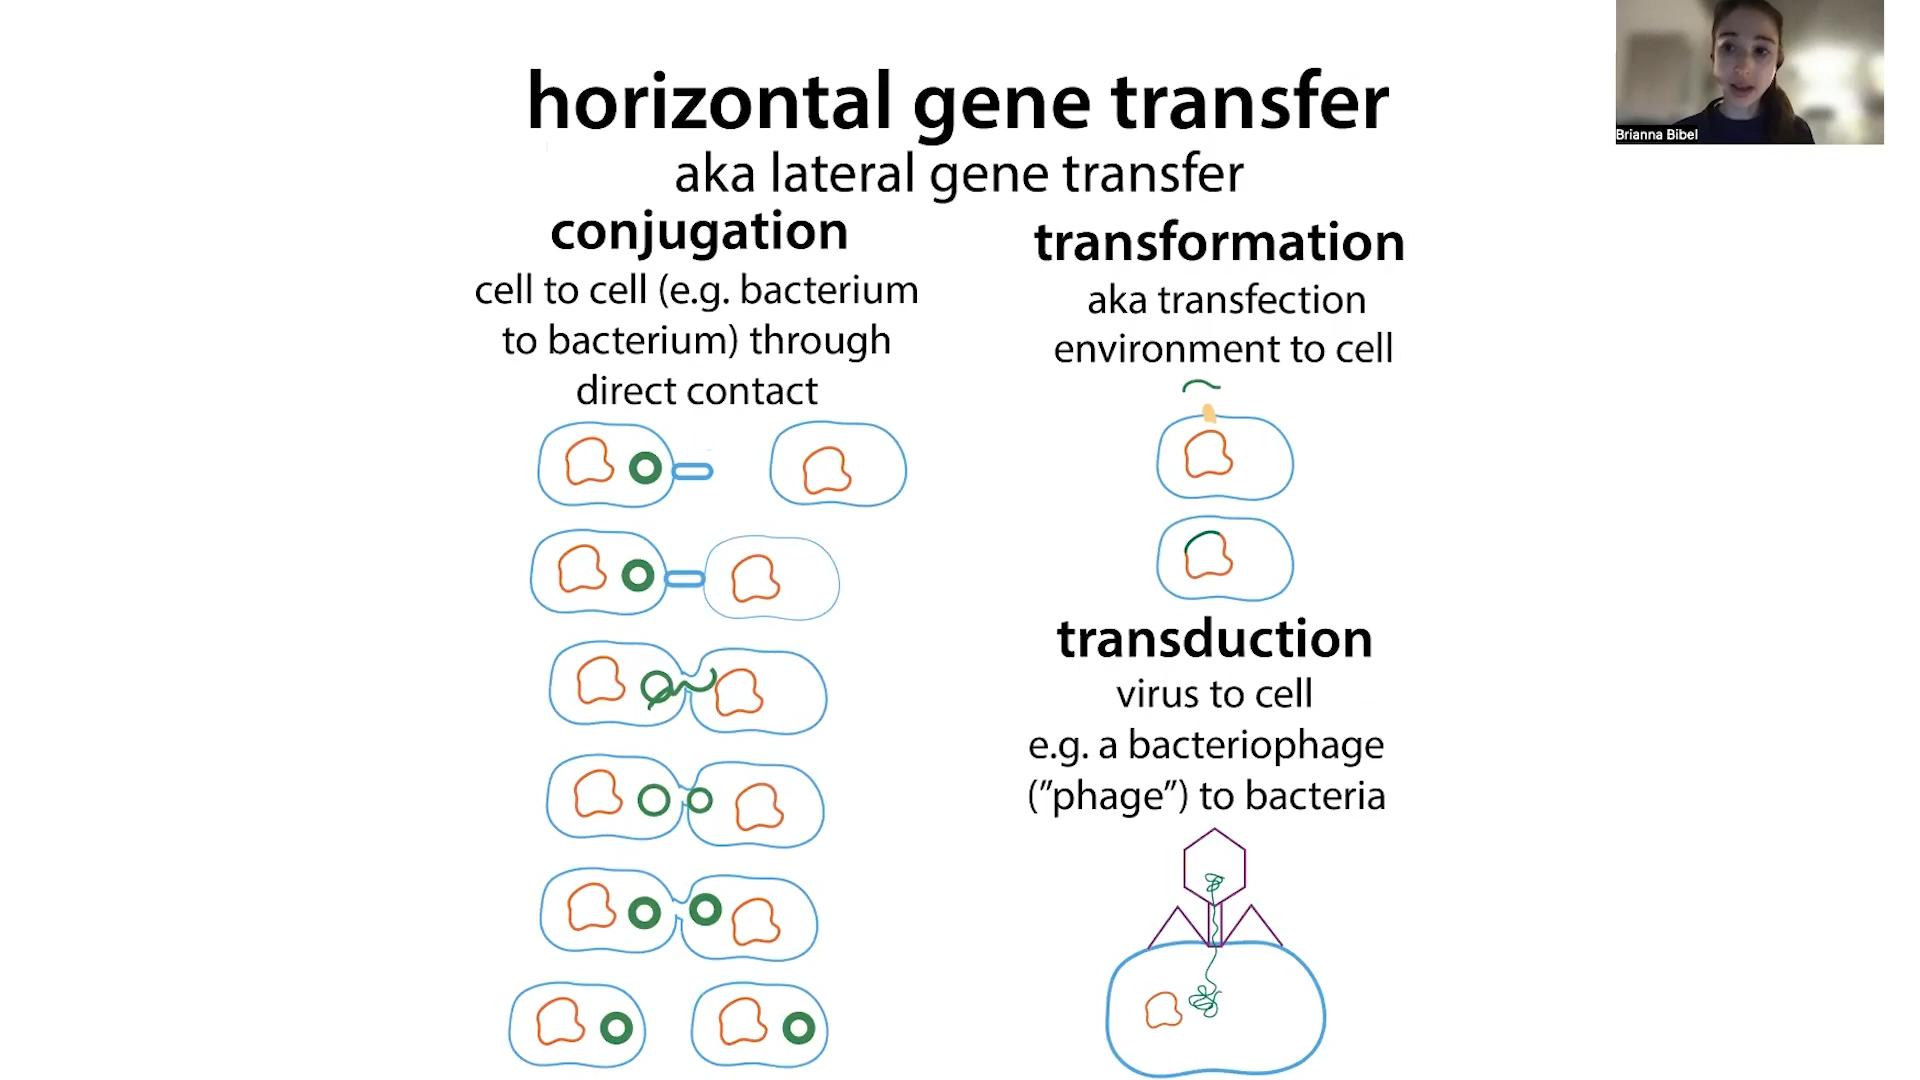 horizontal gene transfer
aka lateral gene transfer
conjugation
cell to cell (e.g. bacterium
to bacterium) through
direct contact
transformation
aka transfection
environment to cell
transduction
virus to cell
e.g. a bacteriophage
(”phage”) to bacteria
Brianna Bibel